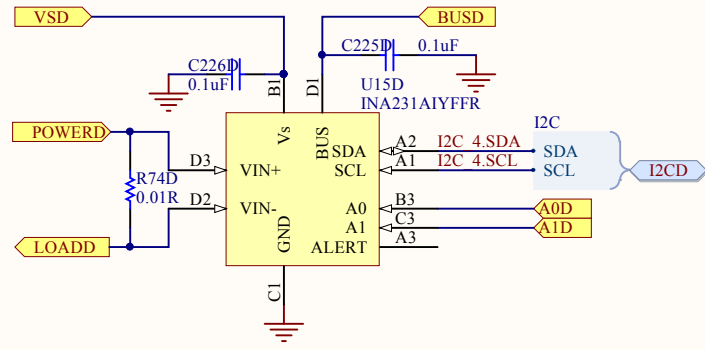 VSD
BUSD
C226D
0.1uF
C225D
0.1uF
U15D
INA231AIYFFR
B1
D1
Vs
BUS
POWERD
D3
VIN+
R74D
0.01R
D2
VIN-
LOADD
GND
C1
SDA
A2
I2C_4.SDA
SCL
A1
I2C_4.SCL
I2C
SDA
SCL
I2CD
A0
B3
A0D
A1
C3
A1D
ALERT
A3